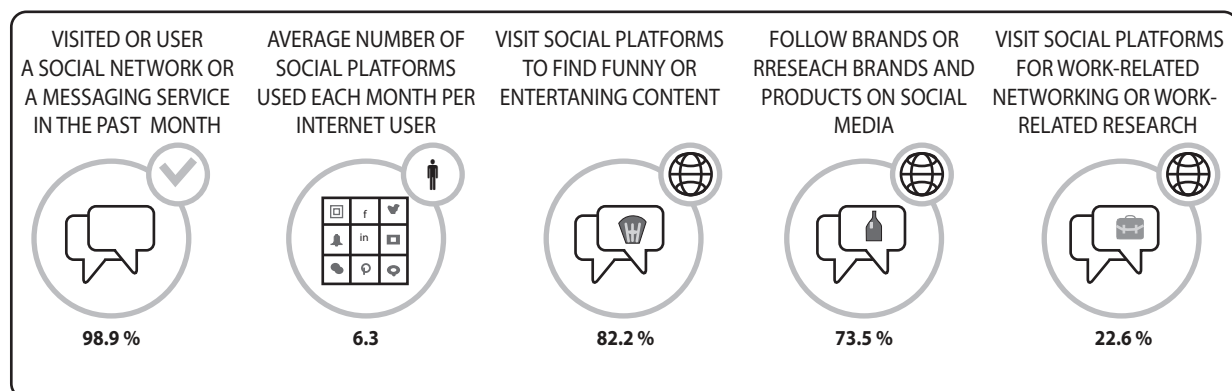 VISITED OR USER
A SOCIAL NETWORK OR
A MESSAGING SERVICE
IN THE PAST MONTH
98.9 %
AVERAGE NUMBER OF
SOCIAL PLATFORMS
USED EACH MONTH PER
INTERNET USER
f
in
6.3
VISIT SOCIAL PLATFORMS
TO FIND FUNNY OR
ENTERTANING CONTENT
82.2 %
FOLLOW BRANDS OR
RRESEACH BRANDS AND
PRODUCTS ON SOCIAL
MEDIA
73.5 %
VISIT SOCIAL PLATFORMS
FOR WORK-RELATED
NETWORKING OR WORK-
RELATED RESEARCH
22.6 %